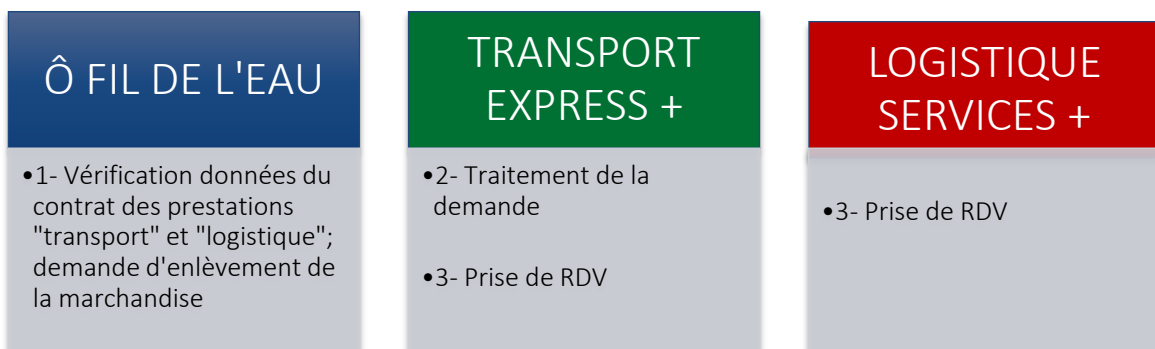 Ô FIL DE L'EAU
•1- Vérification données du
contrat des prestations
"transport" et "logistique";
demande d'enlèvement de
la marchandise
TRANSPORT
EXPRESS +
•2- Traitement de la
demande
•3- Prise de RDV
LOGISTIQUE
SERVICES +
•3- Prise de RDV